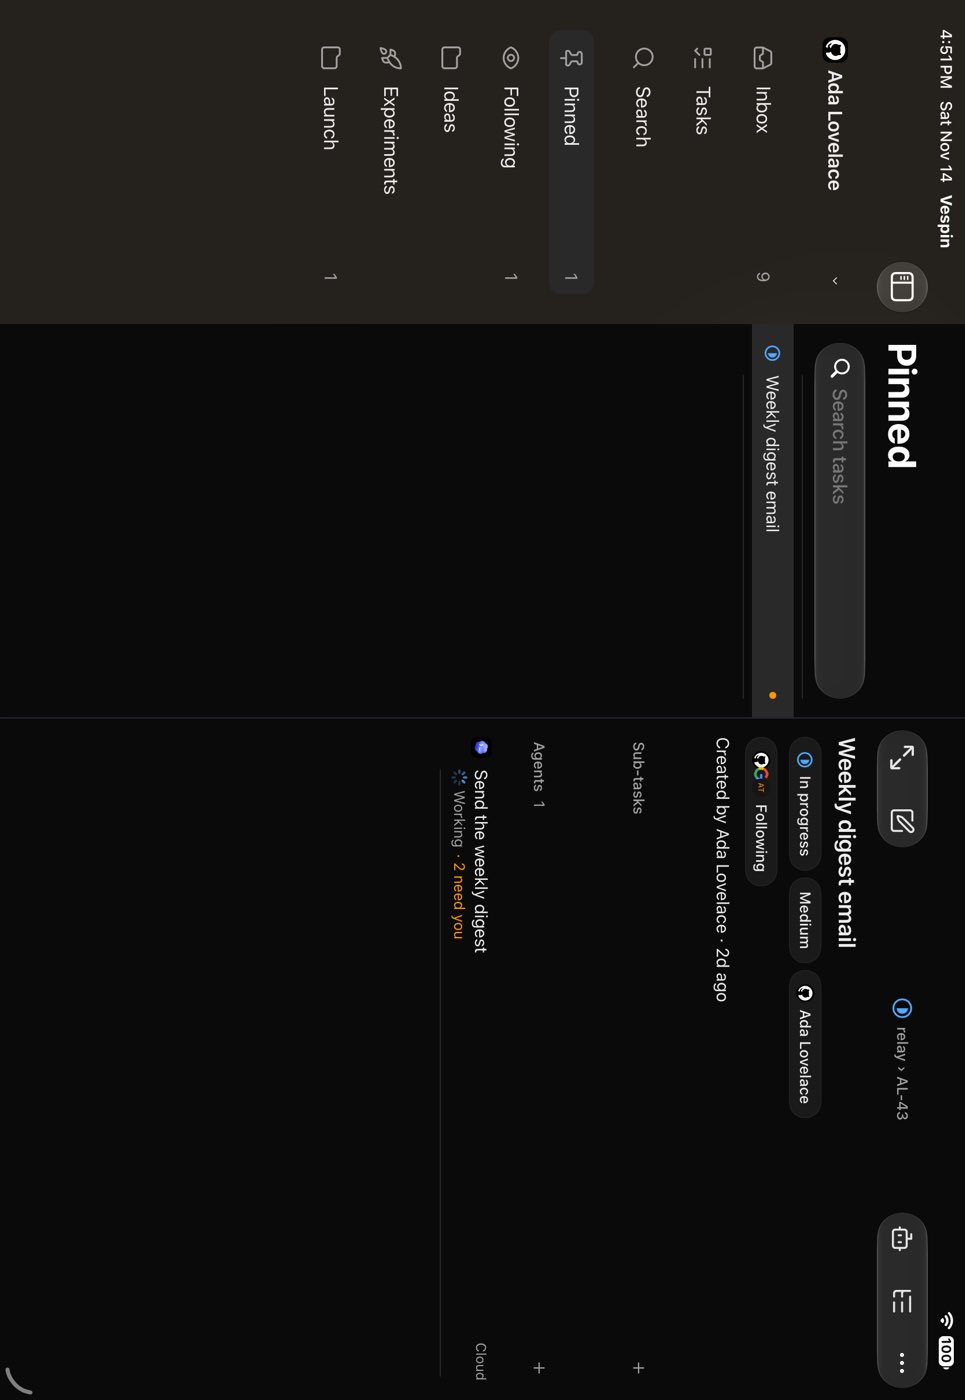 4:51 PM Sat Nov 14 Vespin
100
Ada Lovelace
Inbox 9
Tasks
Search
Pinned 1
Following 1
Ideas
Experiments
Launch 1
Pinned
Search tasks
Weekly digest email
relay › AL-43
Weekly digest email
In progress Medium Ada Lovelace
G AT Following
Created by Ada Lovelace · 2d ago
Sub-tasks
Agents 1
Send the weekly digest Cloud
Working · 2 need you